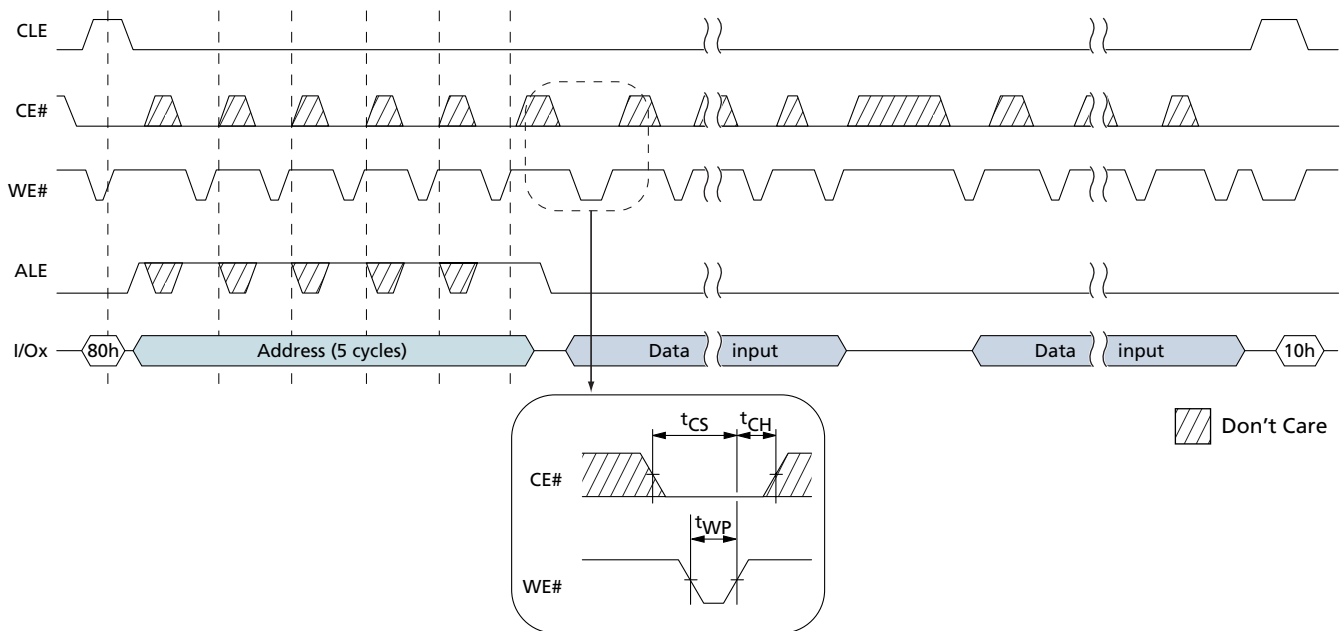 CLE
CE#
WE#
ALE
I/Ox 80h Address (5 cycles) Data input Data input 10h
Don't Care
tCS tCH
CE#
tWP
WE#